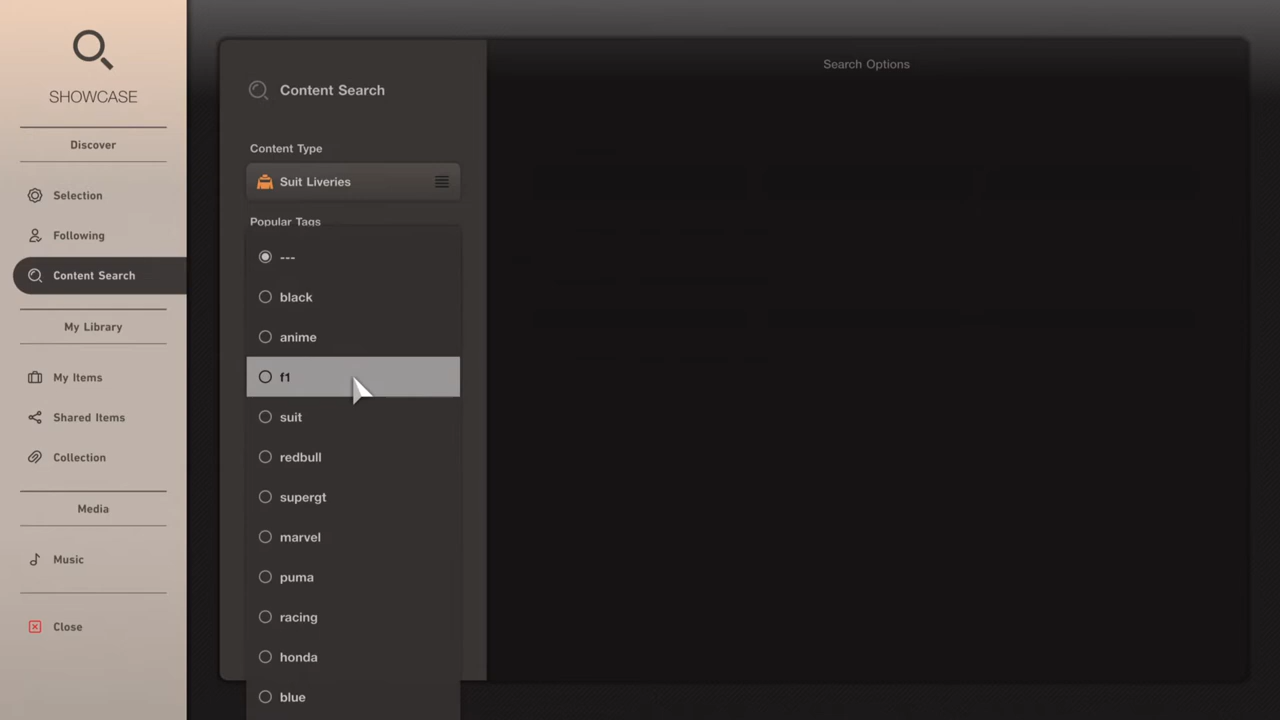 SHOWCASE
Discover
Selection
Following
Content Search
My Library
My Items
Shared Items
Collection
Media
Music
Close
Content Search
Content Type
Suit Liveries
Popular Tags
---
black
anime
f1
suit
redbull
supergt
marvel
puma
racing
honda
blue
Search Options